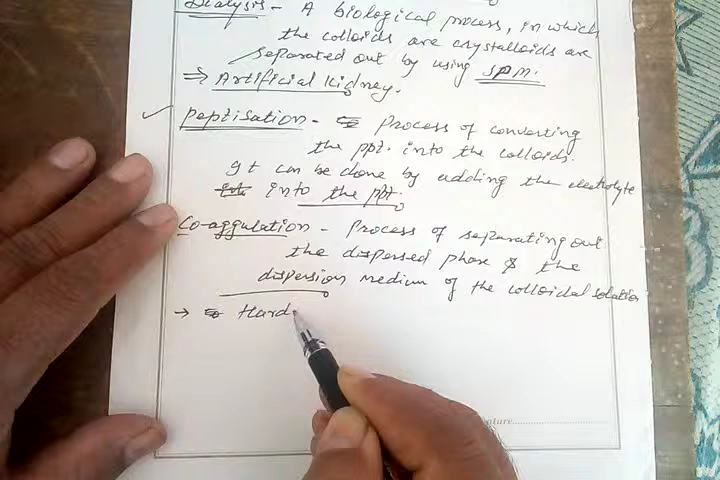 Dialysis - A biological process, in which
the colloids are crystalloids are
separated out by using spm.
⇒ Artificial Kidney.
✓ Peptisation - Process of converting
the ppt. into the colloids.
It can be done by adding the electrolyte
into the ppt.
Co-aggulation - Process of separating out
the dispersed phase & the
dispersion medium of the colloidal solution
→ Hard